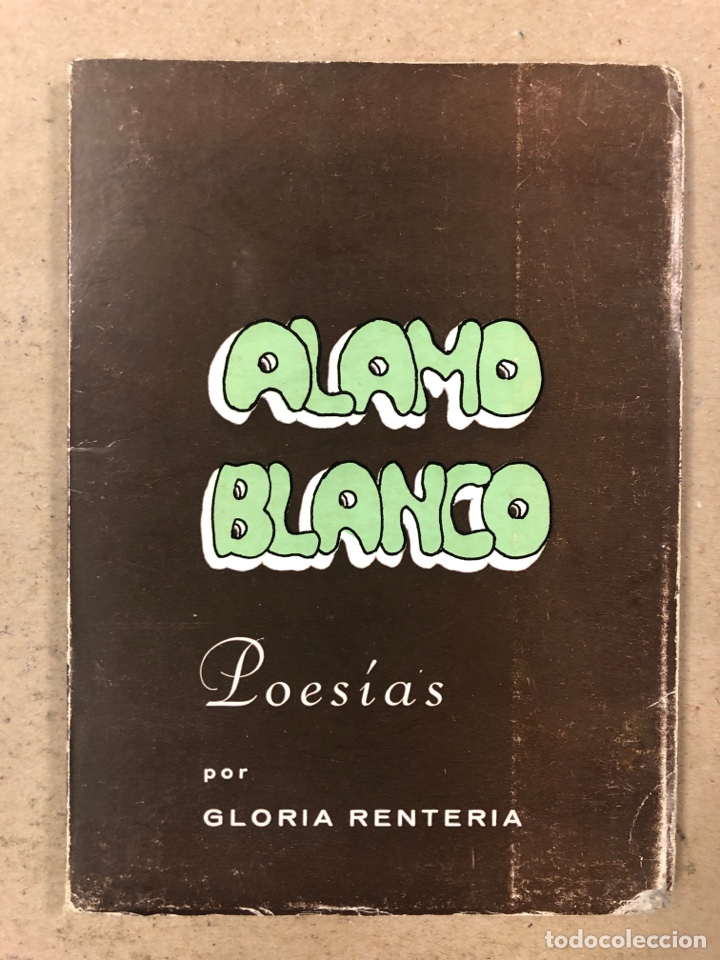 ALAMO
BLANCO
Poesías
por
GLORIA RENTERIA
todocoleccion